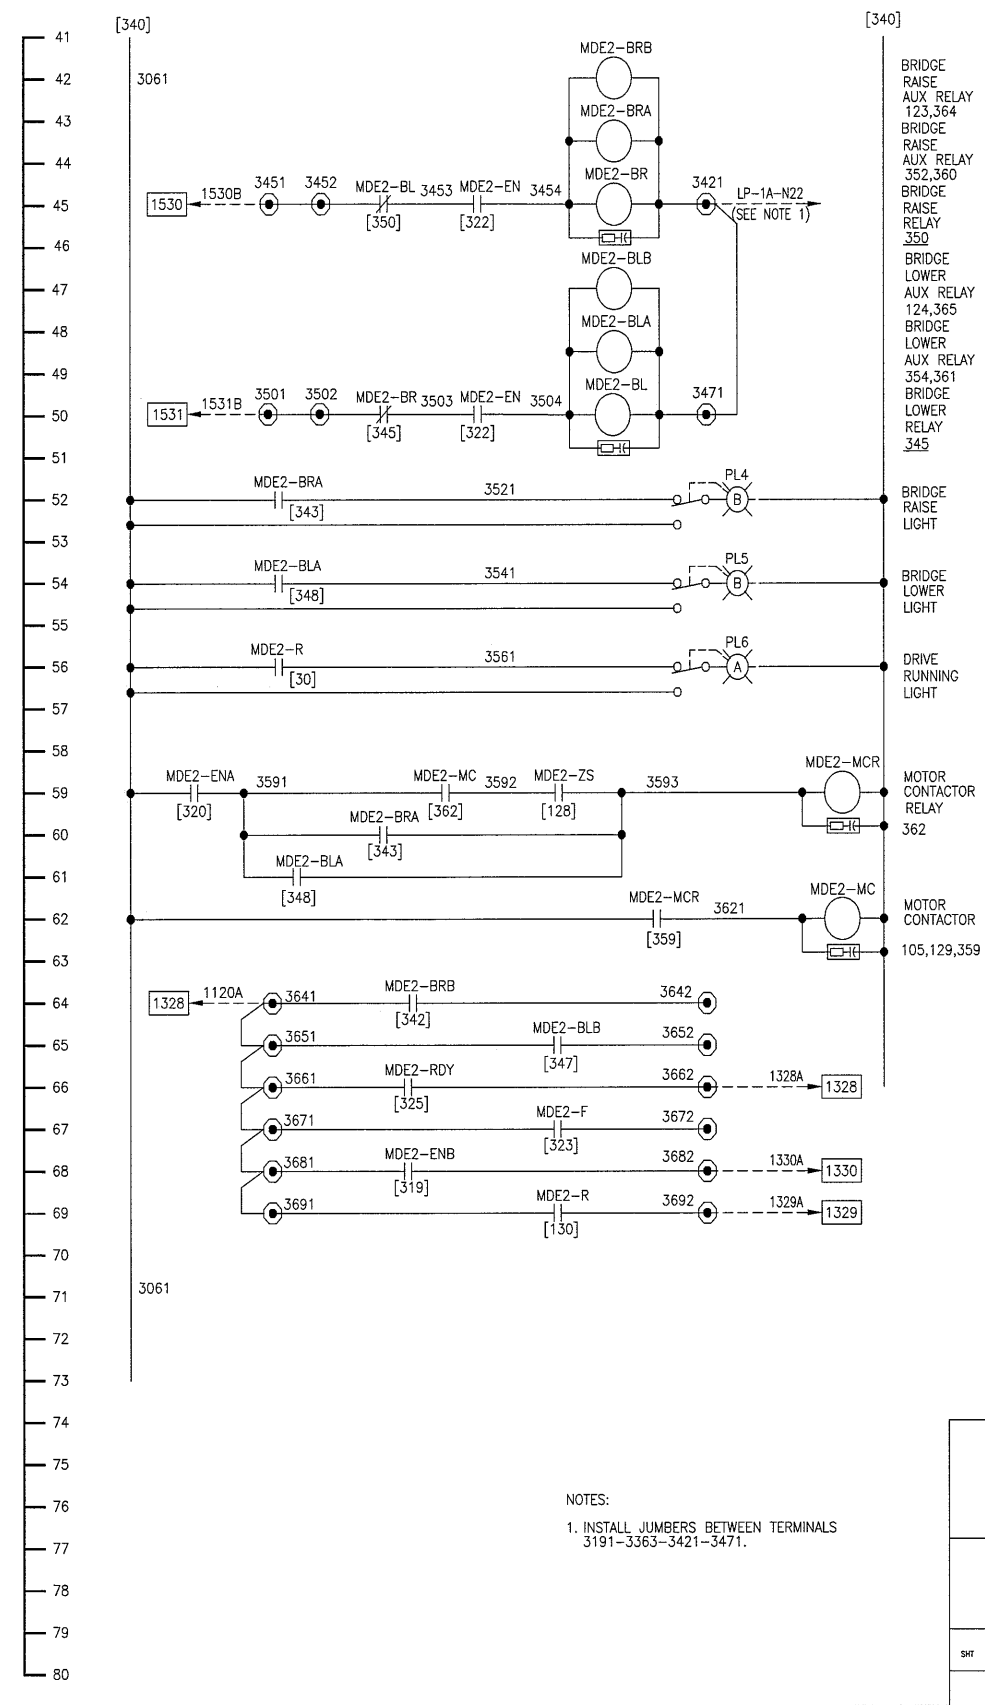 [340]
[340]
41
42
43
44
45
46
47
48
49
50
51
52
53
54
55
56
57
58
59
60
61
62
63
64
65
66
67
68
69
70
71
72
73
74
75
76
77
78
79
80
3061
MDE2-BRB
MDE2-BRA
MDE2-BR
1530
1530B
3451
3452
MDE2-BL
[350]
3453
MDE2-EN
[322]
3454
3421
LP-1A-N22
(SEE NOTE 1)
BRIDGE
RAISE
AUX RELAY
123,364
BRIDGE
RAISE
AUX RELAY
352,360
BRIDGE
RAISE
RELAY
350
MDE2-BLB
MDE2-BLA
MDE2-BL
1531
1531B
3501
3502
MDE2-BR
[345]
3503
MDE2-EN
[322]
3504
3471
BRIDGE
LOWER
AUX RELAY
124,365
BRIDGE
LOWER
AUX RELAY
354,361
BRIDGE
LOWER
RELAY
345
MDE2-BRA
[343]
3521
PL4
B
BRIDGE
RAISE
LIGHT
MDE2-BLA
[348]
3541
PL5
B
BRIDGE
LOWER
LIGHT
MDE2-R
[30]
3561
PL6
A
DRIVE
RUNNING
LIGHT
MDE2-ENA
[320]
3591
MDE2-MC
[362]
3592
MDE2-ZS
[128]
3593
MDE2-MCR
MOTOR
CONTACTOR
RELAY
362
MDE2-BRA
[343]
MDE2-BLA
[348]
MDE2-MCR
[359]
3621
MDE2-MC
MOTOR
CONTACTOR
105,129,359
1328
1120A
3641
MDE2-BRB
[342]
3642
3651
MDE2-BLB
[347]
3652
3661
MDE2-RDY
[325]
3662
1328A
1328
3671
MDE2-F
[323]
3672
3681
MDE2-ENB
[319]
3682
1330A
1330
3691
MDE2-R
[130]
3692
1329A
1329
3061
NOTES:
1. INSTALL JUMBERS BETWEEN TERMINALS
3191-3363-3421-3471.
SHT